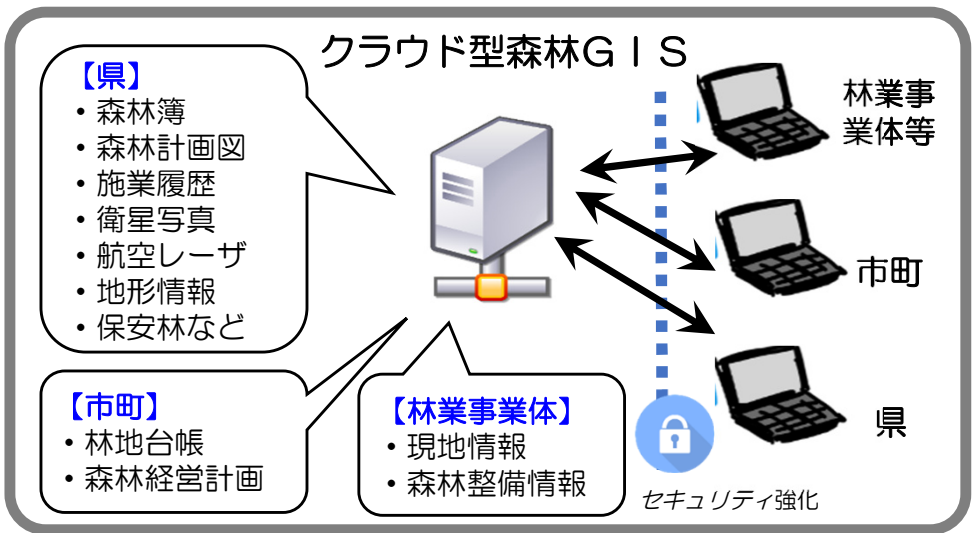 クラウド型森林ＧＩＳ
【県】
・森林簿
・森林計画図
・施業履歴
・衛星写真
・航空レーザ
・地形情報
・保安林など
【市町】
・林地台帳
・森林経営計画
【林業事業体】
・現地情報
・森林整備情報
林業事
業体等
市町
県
セキュリティ強化